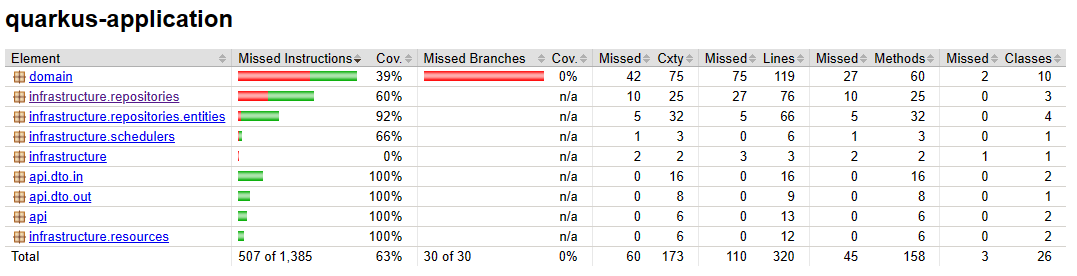 quarkus-application
Element Missed Instructions Cov. Missed Branches Cov. Missed Cxty Missed Lines Missed Methods Missed Classes
domain 39% 0% 42 75 75 119 27 60 2 10
infrastructure.repositories 60% n/a 10 25 27 76 10 25 0 3
infrastructure.repositories.entities 92% n/a 5 32 5 66 5 32 0 4
infrastructure.schedulers 66% n/a 1 3 0 6 1 3 0 1
infrastructure 0% n/a 2 2 3 3 2 2 1 1
api.dto.in 100% n/a 0 16 0 16 0 16 0 2
api.dto.out 100% n/a 0 8 0 9 0 8 0 1
api 100% n/a 0 6 0 13 0 6 0 2
infrastructure.resources 100% n/a 0 6 0 12 0 6 0 2
Total 507 of 1,385 63% 30 of 30 0% 60 173 110 320 45 158 3 26